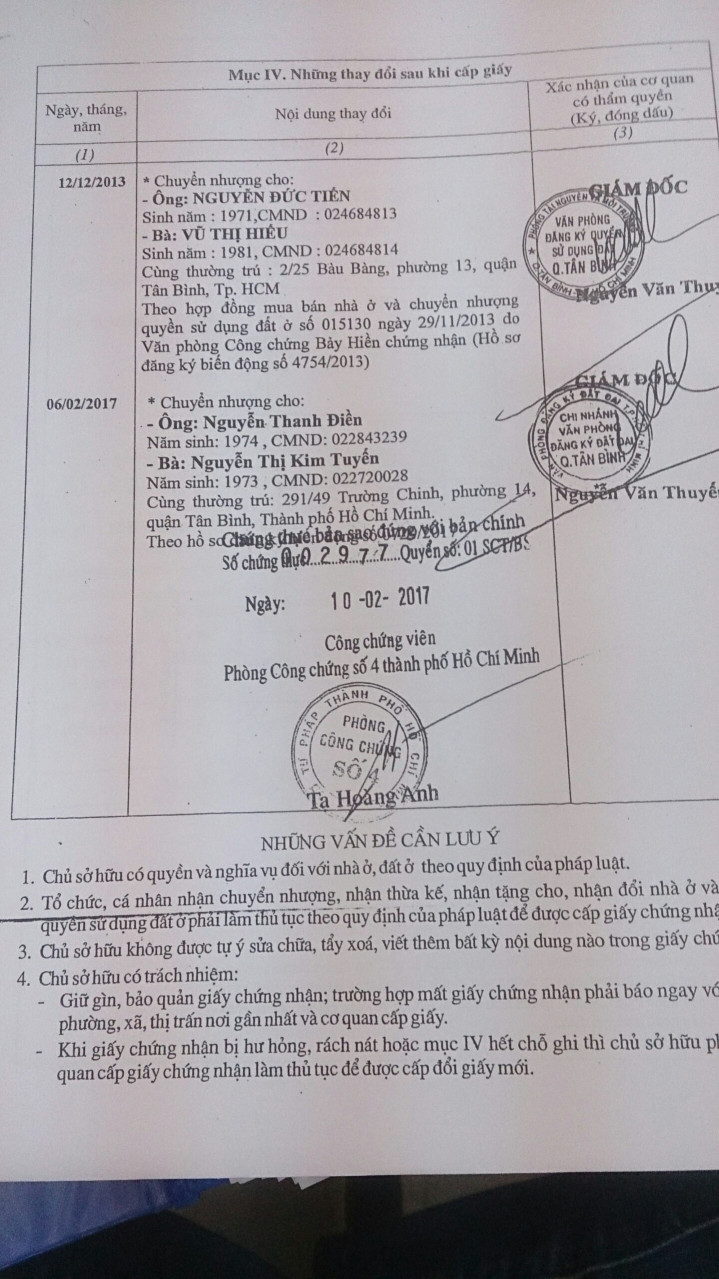 Mục IV. Những thay đổi sau khi cấp giấy
Ngày, tháng, năm
Nội dung thay đổi
Xác nhận của cơ quan
có thẩm quyền
(Ký, đóng dấu)
(1)
(2)
(3)
12/12/2013
* Chuyển nhượng cho:
- Ông: NGUYỄN ĐỨC TIẾN
Sinh năm : 1971,CMND : 024684813
- Bà: VŨ THỊ HIẾU
Sinh năm : 1981, CMND : 024684814
Cùng thường trú : 2/25 Bàu Bàng, phường 13, quận
Tân Bình, Tp. HCM
Theo hợp đồng mua bán nhà ở và chuyển nhượng
quyền sử dụng đất ở số 015130 ngày 29/11/2013 do
Văn phòng Công chứng Bảy Hiền chứng nhận (Hồ sơ
đăng ký biến động số 4754/2013)
GIÁM ĐỐC
PHÒNG TÀI NGUYÊN VÀ MÔI TRƯỜNG
VĂN PHÒNG
ĐĂNG KÝ QUYỀN
SỬ DỤNG ĐẤT
Q.TÂN BÌNH
Nguyễn Văn Thuy
06/02/2017
* Chuyển nhượng cho:
- Ông: Nguyễn Thanh Điền
Năm sinh: 1974 , CMND: 022843239
- Bà: Nguyễn Thị Kim Tuyến
Năm sinh: 1973 , CMND: 022720028
Cùng thường trú: 291/49 Trường Chinh, phường 14,
quận Tân Bình, Thành phố Hồ Chí Minh.
Theo hồ sơ
GIÁM ĐỐC
CHI NHÁNH
VĂN PHÒNG
ĐĂNG KÝ ĐẤT ĐAI
Q.TÂN BÌNH
Nguyễn Văn Thuyế
Chứng thực bản sao đúng với bản chính
Số chứng thực...002977...Quyển số: 01 SCT/BS
Ngày: 10 -02- 2017
Công chứng viên
Phòng Công chứng số 4 thành phố Hồ Chí Minh
TƯ PHÁP THÀNH PHỐ HỒ CHÍ
PHÒNG
CÔNG CHỨNG
SỐ 4
Tạ Hoàng Anh
NHỮNG VẤN ĐỀ CẦN LƯU Ý
1. Chủ sở hữu có quyền và nghĩa vụ đối với nhà ở, đất ở theo quy định của pháp luật.
2. Tổ chức, cá nhân nhận chuyển nhượng, nhận thừa kế, nhận tặng cho, nhận đổi nhà ở và
quyền sử dụng đất ở phải làm thủ tục theo quy định của pháp luật để được cấp giấy chứng nhậ
3. Chủ sở hữu không được tự ý sửa chữa, tẩy xoá, viết thêm bất kỳ nội dung nào trong giấy chứ
4. Chủ sở hữu có trách nhiệm:
- Giữ gìn, bảo quản giấy chứng nhận; trường hợp mất giấy chứng nhận phải báo ngay vớ
phường, xã, thị trấn nơi gần nhất và cơ quan cấp giấy.
- Khi giấy chứng nhận bị hư hỏng, rách nát hoặc mục IV hết chỗ ghi thì chủ sở hữu ph
quan cấp giấy chứng nhận làm thủ tục để được cấp đổi giấy mới.